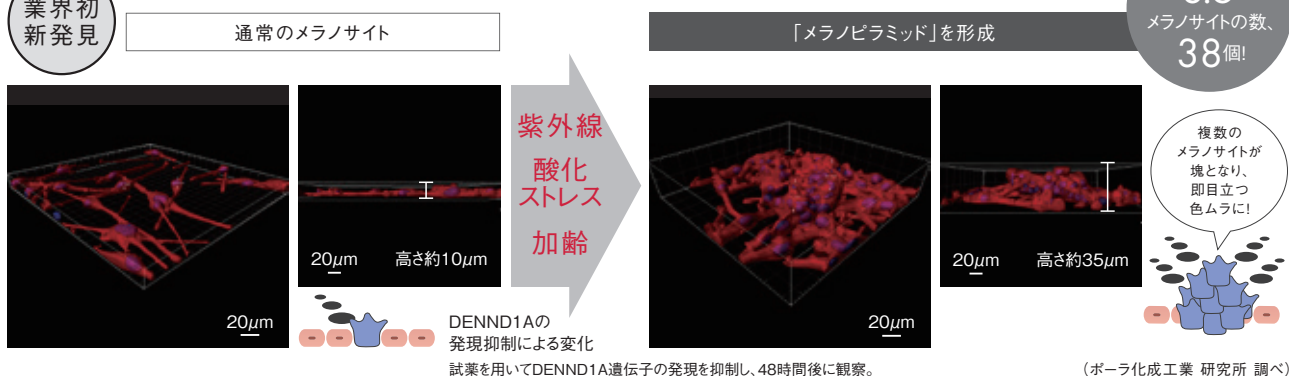 業界初
新発見
通常のメラノサイト
「メラノピラミッド」を形成
メラノサイトの数、
38個!
紫外線
酸化
ストレス
加齢
20μm
20μm
高さ約10μm
20μm
20μm
高さ約35μm
複数の
メラノサイトが
塊となり、
即目立つ
色ムラに!
DENND1Aの
発現抑制による変化
試薬を用いてDENND1A遺伝子の発現を抑制し、48時間後に観察。
(ポーラ化成工業 研究所 調べ)